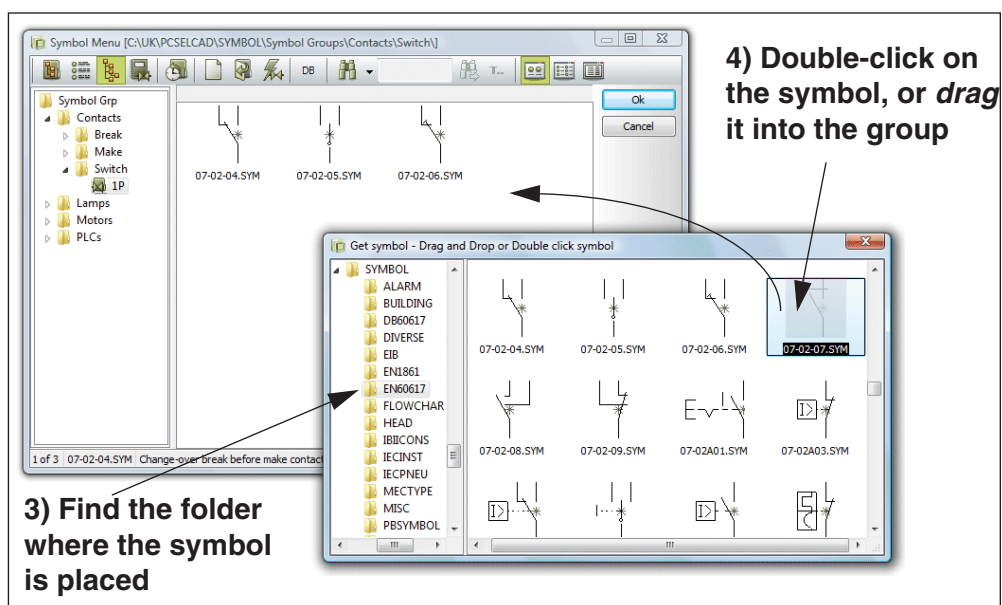 Symbol Menu [C:\UK\PCSELCAD\SYMBOL\Symbol Groups\Contacts\Switch\]
DB
T...
Symbol Grp
Contacts
Break
Make
Switch
1P
Lamps
Motors
PLCs
07-02-04.SYM 07-02-05.SYM 07-02-06.SYM
Ok
Cancel
1 of 3 07-02-04.SYM Change-over break before make contact
4) Double-click on
the symbol, or drag
it into the group
Get symbol - Drag and Drop or Double click symbol
SYMBOL
ALARM
BUILDING
DB60617
DIVERSE
EIB
EN1861
EN60617
FLOWCHAR
HEAD
IBIICONS
IECINST
IECPNEU
MECTYPE
MISC
PBSYMBOL
07-02-04.SYM 07-02-05.SYM 07-02-06.SYM 07-02-07.SYM
07-02-08.SYM 07-02-09.SYM 07-02A01.SYM 07-02A03.SYM
3) Find the folder
where the symbol
is placed